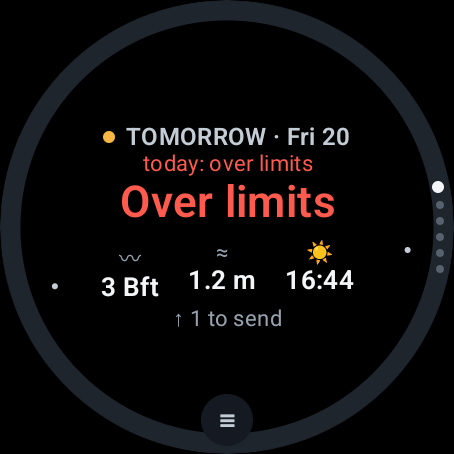 TOMORROW · Fri 20
today: over limits
Over limits
3 Bft 1.2 m 16:44
↑ 1 to send